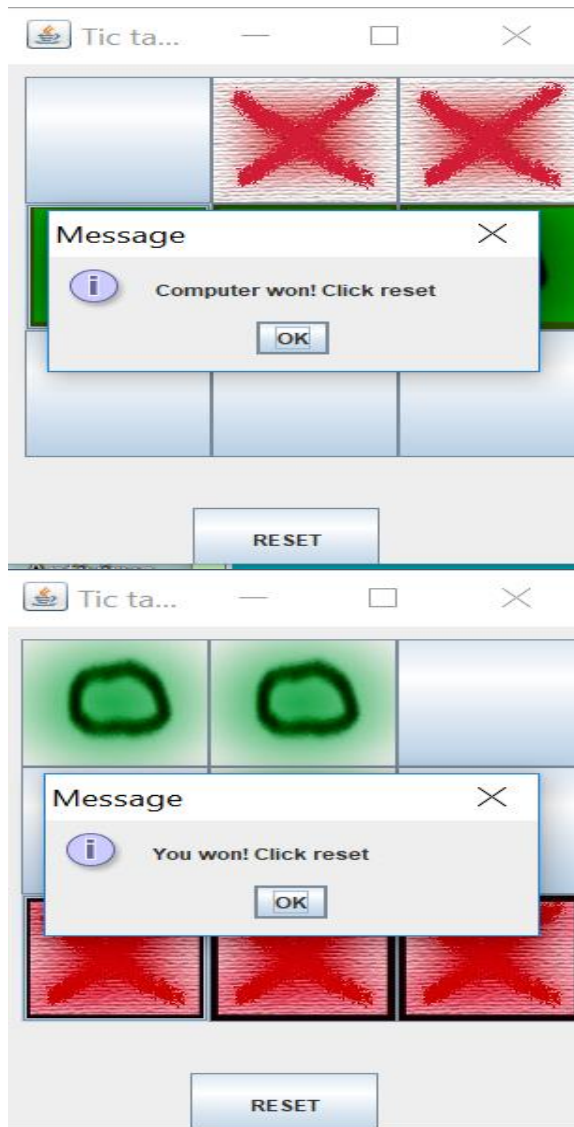 Tic ta...
Message
i
Computer won! Click reset
OK
RESET
Tic ta...
Message
i
You won! Click reset
OK
RESET